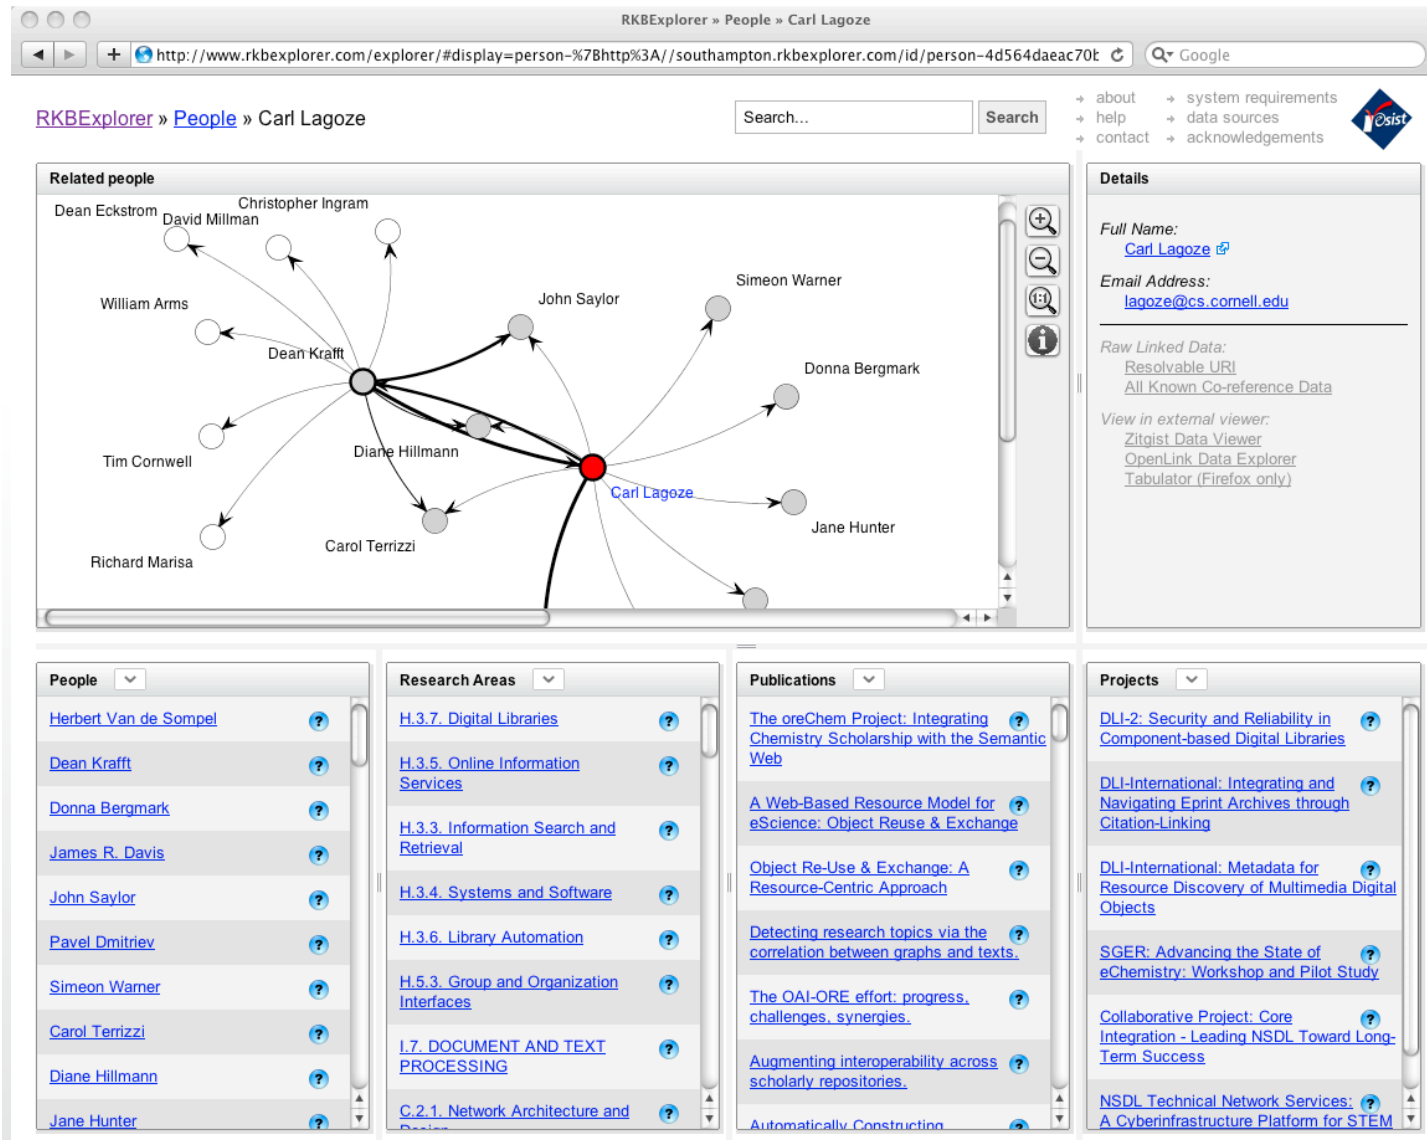 RKBExplorer » People » Carl Lagoze
http://www.rkbexplorer.com/explorer/#display=person-%7Bhttp%3A//southampton.rkbexplorer.com/id/person-4d564daeac70b
Google
RKBExplorer » People » Carl Lagoze
Search...
Search
about
help
contact
system requirements
data sources
acknowledgements
resist
Related people
Dean Eckstrom
David Millman
Christopher Ingram
William Arms
Dean Krafft
John Saylor
Simeon Warner
Donna Bergmark
Tim Cornwell
Diane Hillmann
Carl Lagoze
Richard Marisa
Carol Terrizzi
Jane Hunter
1:1
Details
Full Name:
Carl Lagoze
Email Address:
lagoze@cs.cornell.edu
Raw Linked Data:
Resolvable URI
All Known Co-reference Data
View in external viewer:
Zitgist Data Viewer
OpenLink Data Explorer
Tabulator (Firefox only)
People
Herbert Van de Sompel
Dean Krafft
Donna Bergmark
James R. Davis
John Saylor
Pavel Dmitriev
Simeon Warner
Carol Terrizzi
Diane Hillmann
Jane Hunter
Research Areas
H.3.7. Digital Libraries
H.3.5. Online Information
Services
H.3.3. Information Search and
Retrieval
H.3.4. Systems and Software
H.3.6. Library Automation
H.5.3. Group and Organization
Interfaces
I.7. DOCUMENT AND TEXT
PROCESSING
C.2.1. Network Architecture and
Design
Publications
The oreChem Project: Integrating
Chemistry Scholarship with the Semantic
Web
A Web-Based Resource Model for
eScience: Object Reuse & Exchange
Object Re-Use & Exchange: A
Resource-Centric Approach
Detecting research topics via the
correlation between graphs and texts.
The OAI-ORE effort: progress,
challenges, synergies.
Augmenting interoperability across
scholarly repositories.
Automatically Constructing
Projects
DLI-2: Security and Reliability in
Component-based Digital Libraries
DLI-International: Integrating and
Navigating Eprint Archives through
Citation-Linking
DLI-International: Metadata for
Resource Discovery of Multimedia Digital
Objects
SGER: Advancing the State of
eChemistry: Workshop and Pilot Study
Collaborative Project: Core
Integration - Leading NSDL Toward Long-
Term Success
NSDL Technical Network Services:
A Cyberinfrastructure Platform for STEM